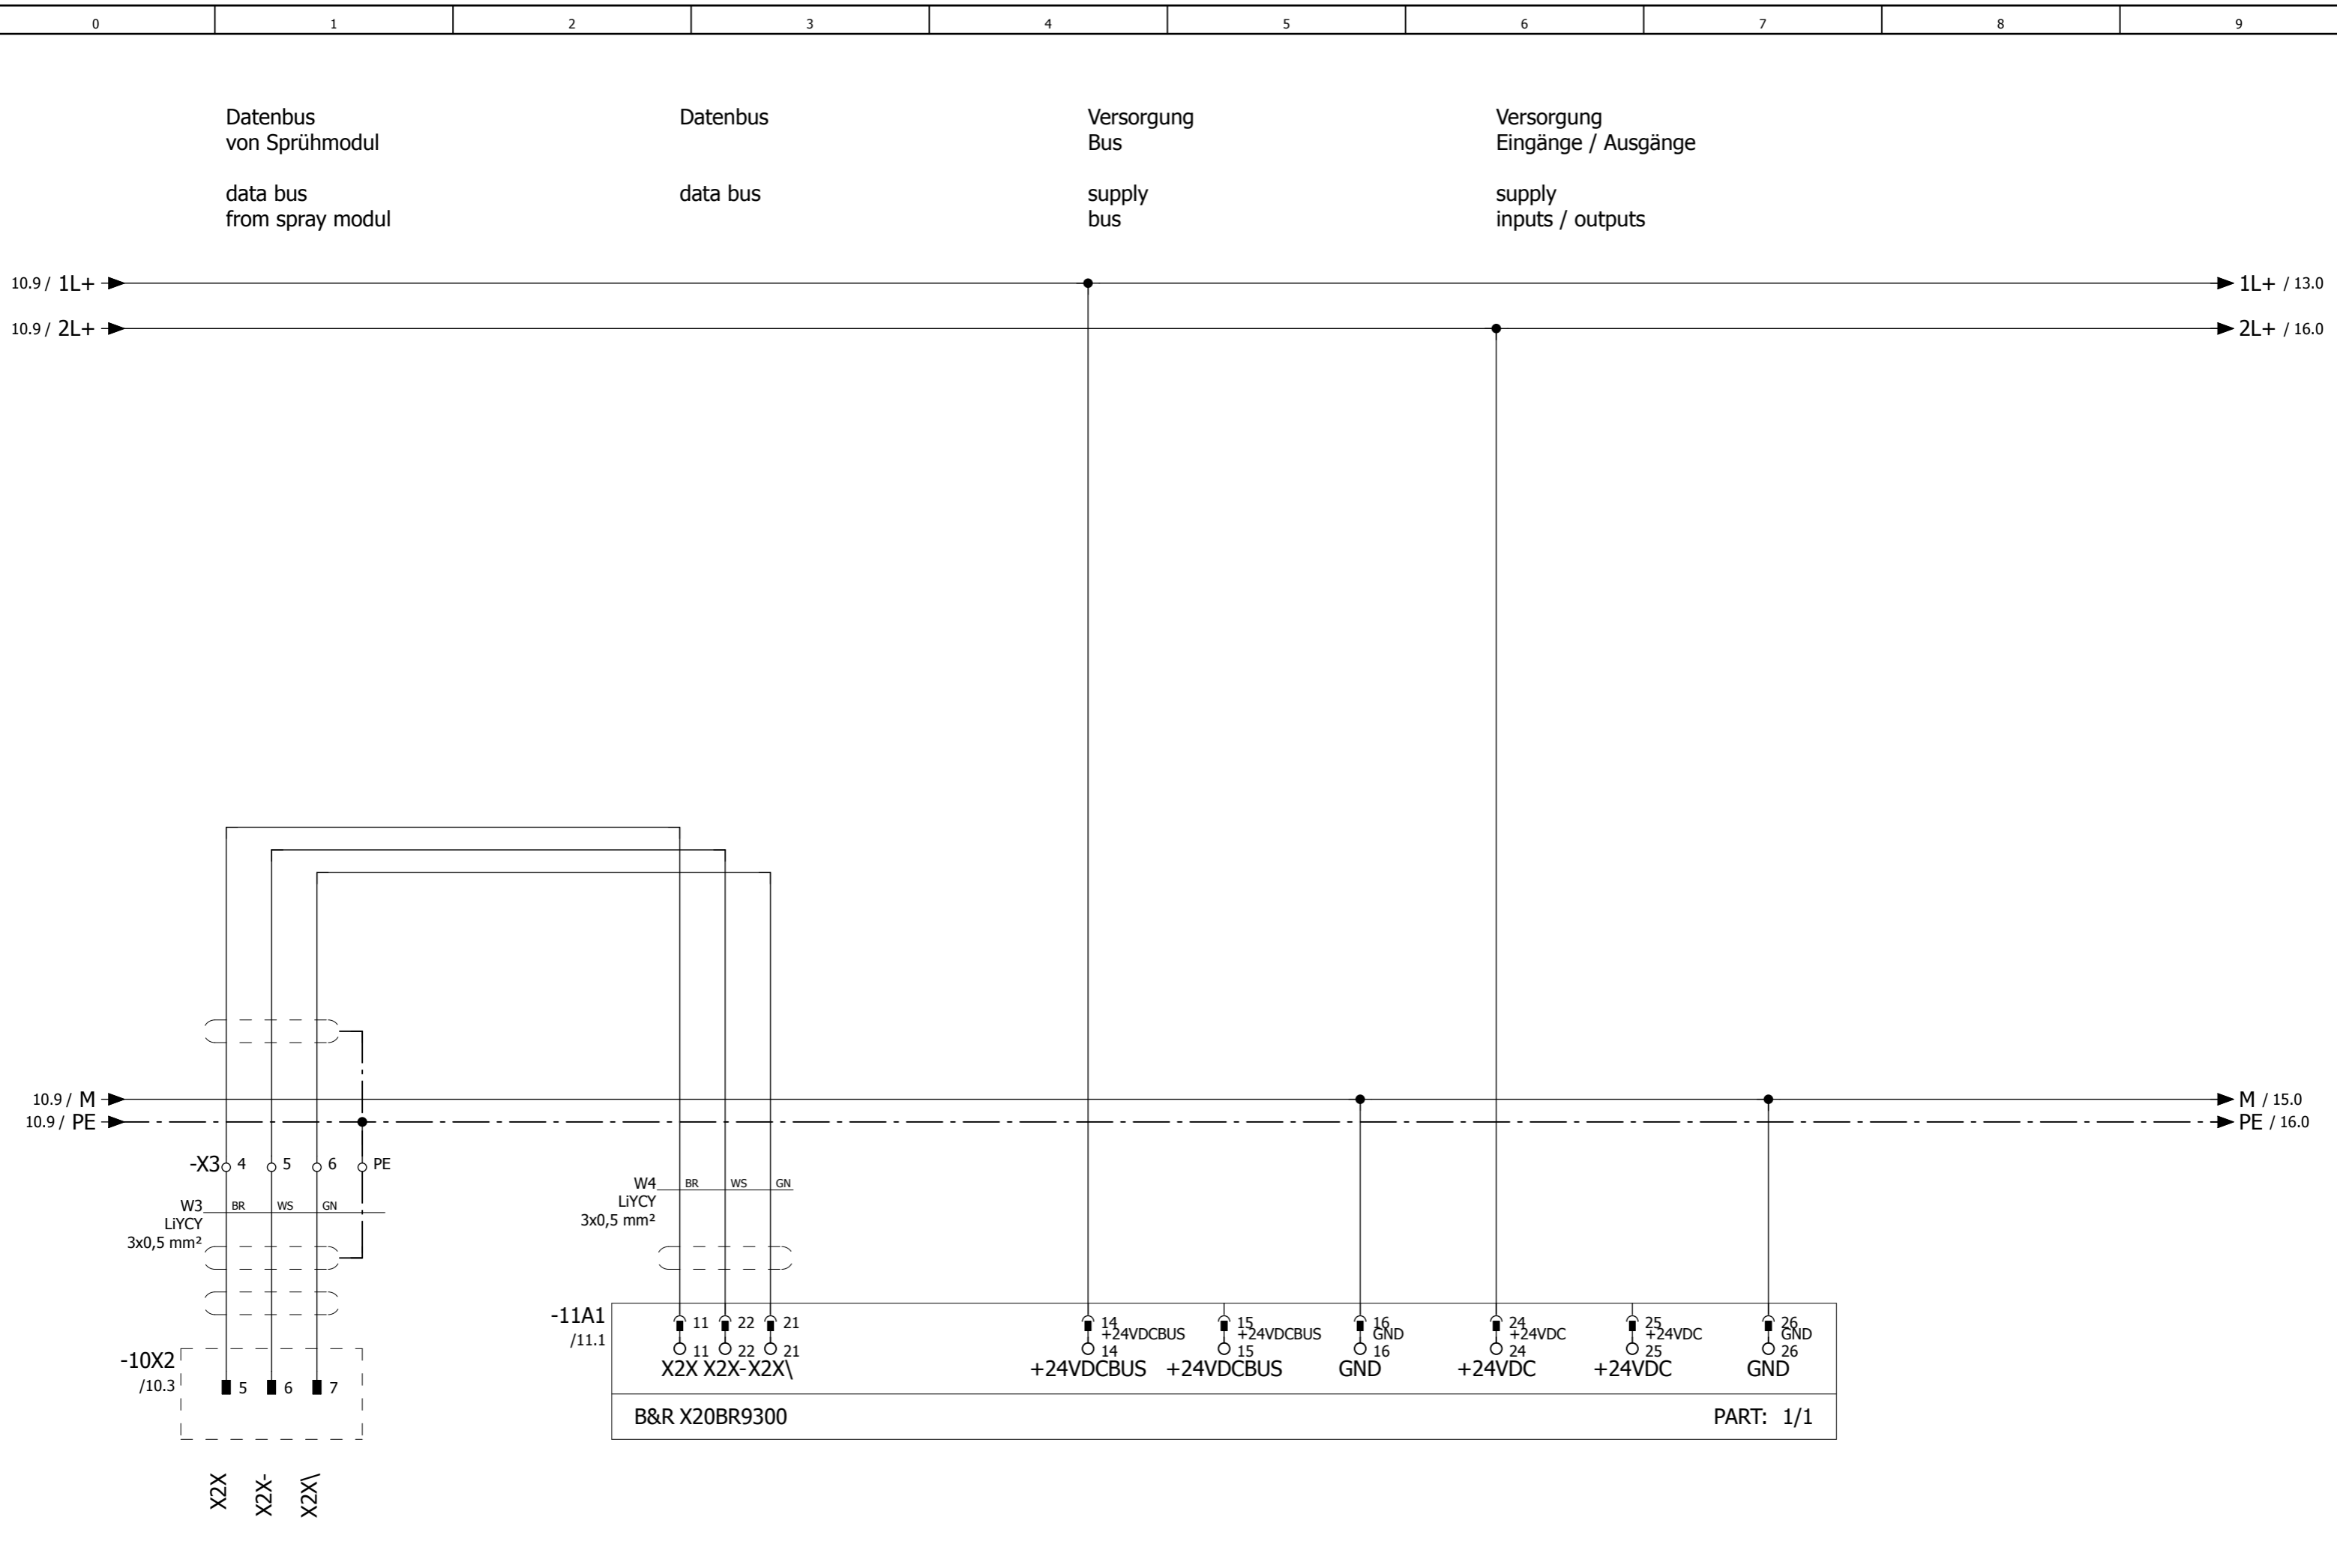 0 1 2 3 4 5 6 7 8 9
Datenbus
von Sprühmodul
data bus
from spray modul
Datenbus
data bus
Versorgung
Bus
supply
bus
Versorgung
Eingänge / Ausgänge
supply
inputs / outputs
10.9 / 1L+
1L+ / 13.0
10.9 / 2L+
2L+ / 16.0
10.9 / M
M / 15.0
10.9 / PE
PE / 16.0
-X3 4 5 6 PE
W3 BR WS GN
LiYCY
3x0,5 mm²
W4 BR WS GN
LiYCY
3x0,5 mm²
-11A1
/11.1
11 22 21
11 22 21
X2X X2X- X2X\
14 15 16 24 25 26
+24VDCBUS +24VDCBUS GND +24VDC +24VDC GND
14 15 16 24 25 26
+24VDCBUS +24VDCBUS GND +24VDC +24VDC GND
B&R X20BR9300
PART: 1/1
-10X2
/10.3
5 6 7
X2X
X2X-
X2X\